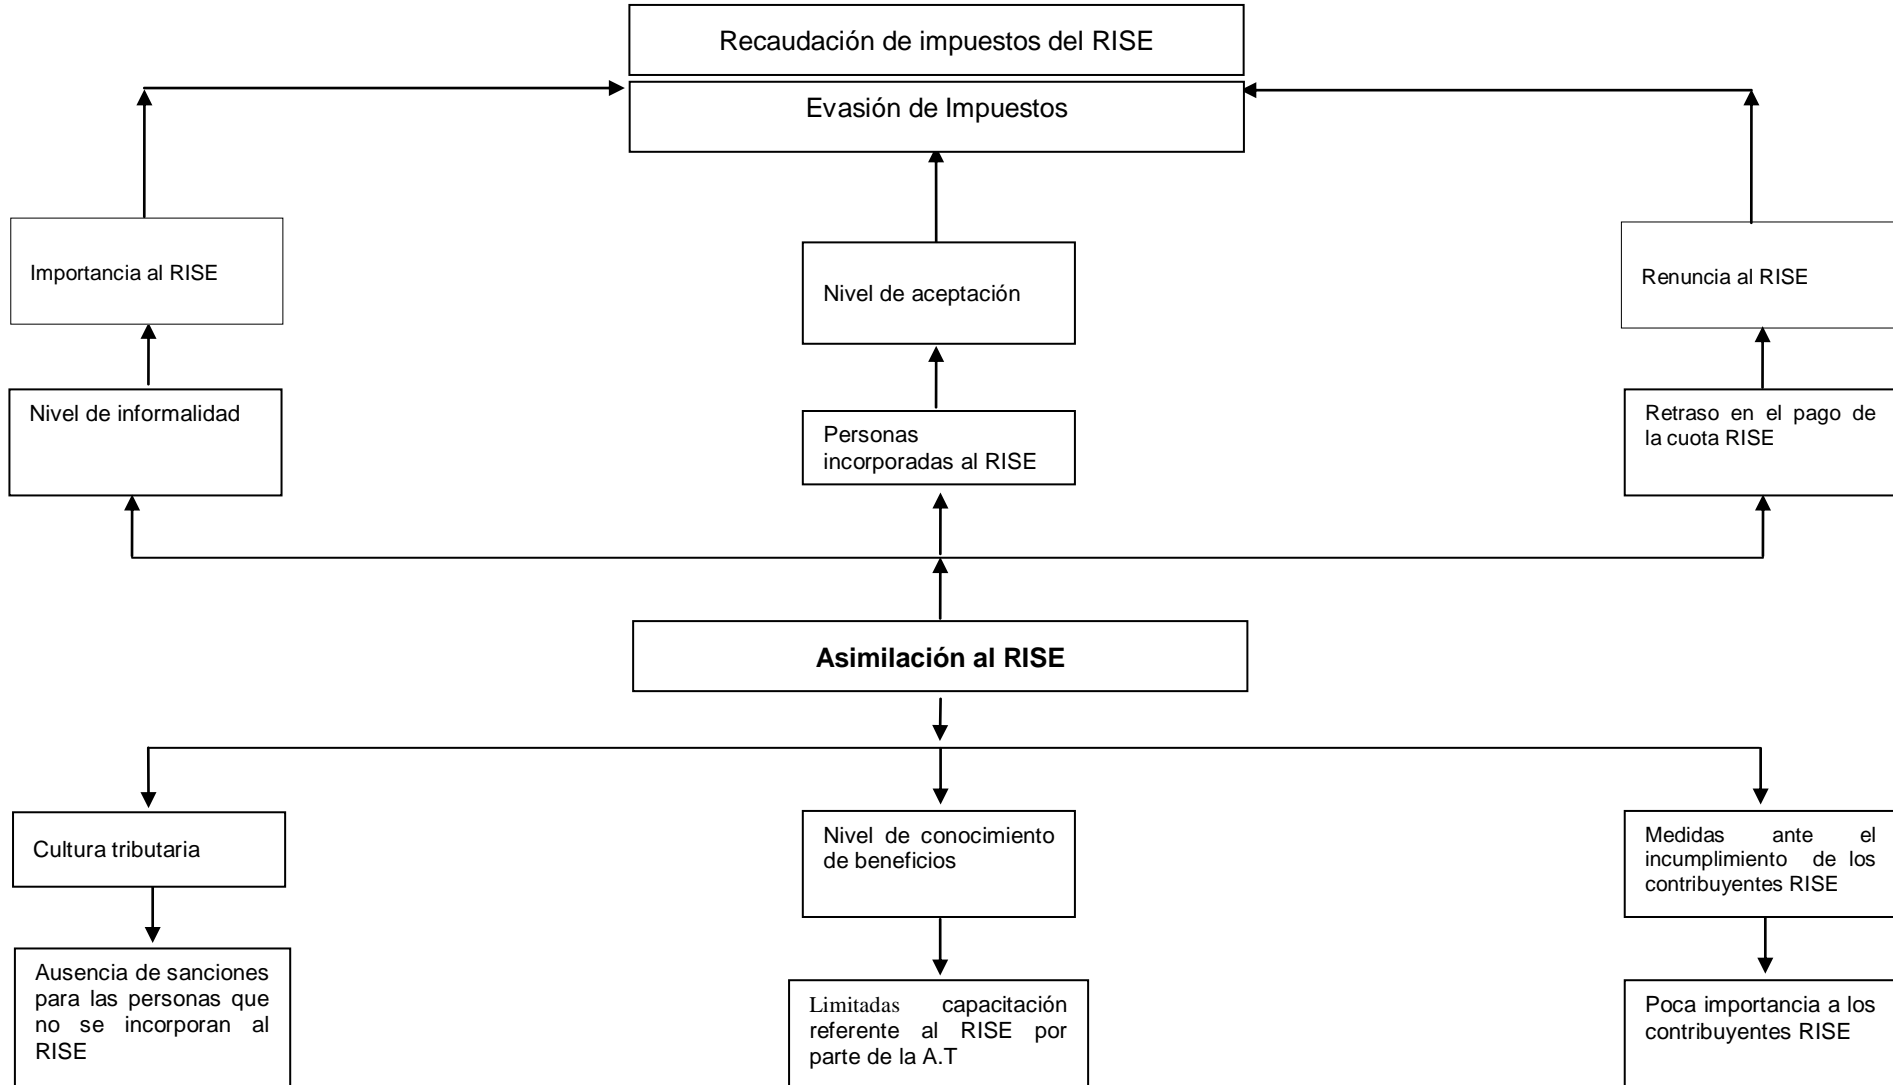 Recaudación de impuestos del RISE
Evasión de Impuestos
Importancia al RISE
Nivel de aceptación
Renuncia al RISE
Nivel de informalidad
Personas
incorporadas al RISE
Retraso en el pago de
la cuota RISE
Asimilación al RISE
Cultura tributaria
Nivel de conocimiento
de beneficios
Medidas ante el
incumplimiento de los
contribuyentes RISE
Ausencia de sanciones
para las personas que
no se incorporan al
RISE
Limitadas capacitación
referente al RISE por
parte de la A.T
Poca importancia a los
contribuyentes RISE